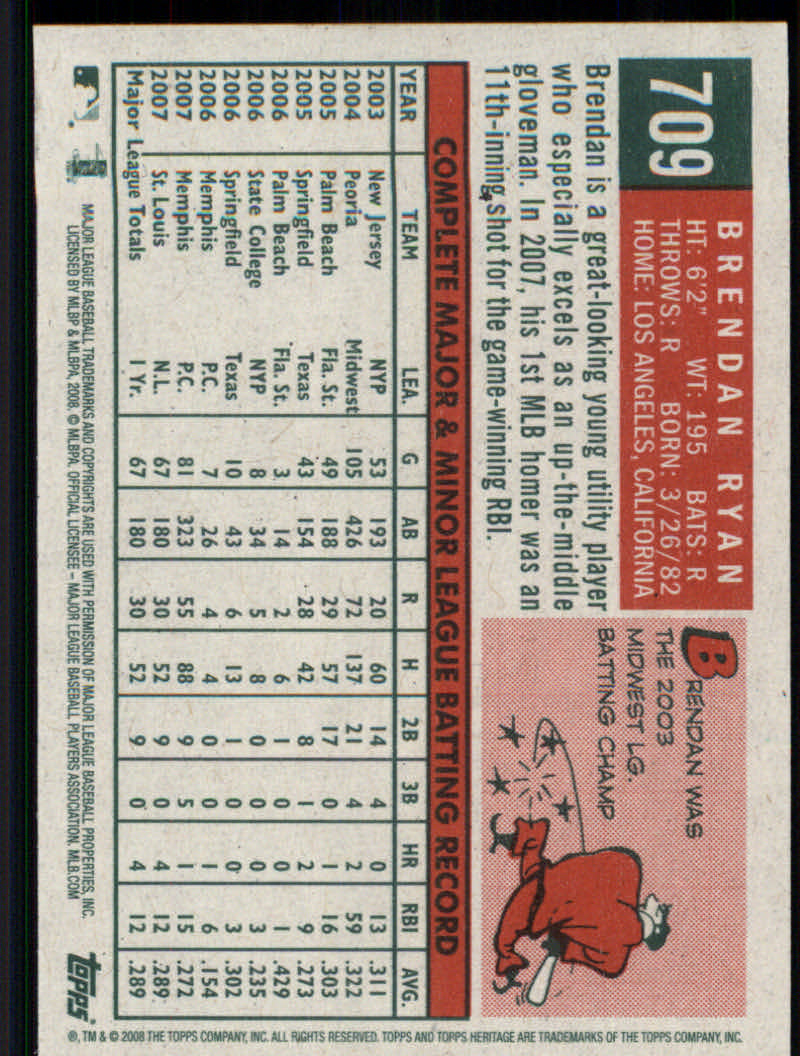 709
BRENDAN RYAN
HT: 6'2" WT: 195 BATS: R
THROWS: R BORN: 3/26/82
HOME: LOS ANGELES, CALIFORNIA
Brendan is a great-looking young utility player
who especially excels as an up-the-middle
gloveman. In 2007, his 1st MLB homer was an
11th-inning shot for the game-winning RBI.
BRENDAN WAS
THE 2003
MIDWEST LG.
BATTING CHAMP
COMPLETE MAJOR & MINOR LEAGUE BATTING RECORD
YEAR TEAM LEA. G AB R H 2B 3B HR RBI AVG.
2003 New Jersey NYP 53 193 20 60 14 4 0 13 .311
2004 Peoria Midwest 105 426 72 137 21 4 2 59 .322
2005 Palm Beach Fla. St. 49 188 29 57 17 0 1 16 .303
2005 Springfield Texas 43 154 28 42 8 1 2 9 .273
2006 Palm Beach Fla. St. 3 14 2 6 1 0 0 1 .429
2006 State College NYP 8 34 5 8 0 0 0 3 .235
2006 Springfield Texas 10 43 6 13 1 0 0 3 .302
2006 Memphis P.C. 7 26 4 4 0 0 1 6 .154
2007 Memphis P.C. 81 323 55 88 9 5 1 15 .272
2007 St. Louis N.L. 67 180 30 52 9 0 4 12 .289
Major League Totals 1 Yr. 67 180 30 52 9 0 4 12 .289
MAJOR LEAGUE BASEBALL TRADEMARKS AND COPYRIGHTS ARE USED WITH PERMISSION OF MAJOR LEAGUE BASEBALL PROPERTIES, INC.
LICENSED BY MLBP & MLBPA, 2008. © MLBPA. OFFICIAL LICENSEE – MAJOR LEAGUE BASEBALL PLAYERS ASSOCIATION. MLB.COM
topps
®, TM & © 2008 THE TOPPS COMPANY, INC. ALL RIGHTS RESERVED. TOPPS AND TOPPS HERITAGE ARE TRADEMARKS OF THE TOPPS COMPANY, INC.